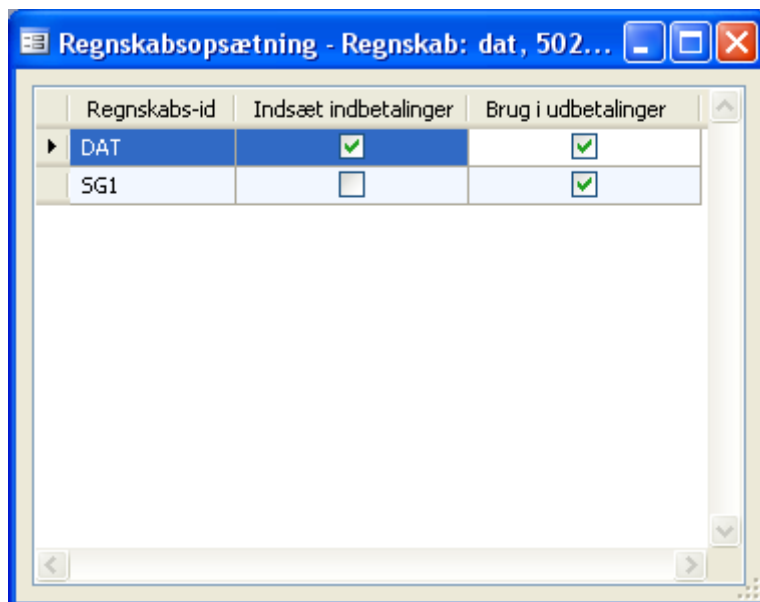 Regnskabsopsætning - Regnskab: dat, 502...
Regnskabs-id Indsæt indbetalinger Brug i udbetalinger
DAT
SG1